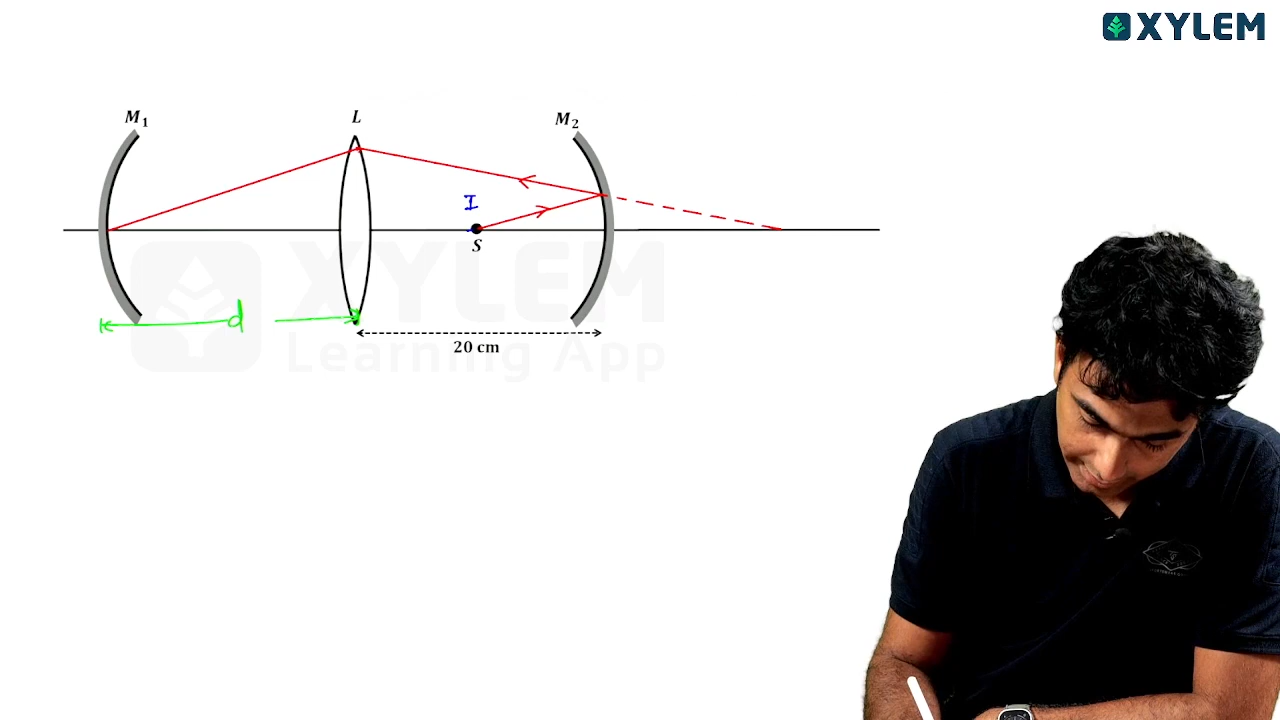 XYLEM
M₁
L
M₂
I
S
d
20 cm
XYLEM
Learning App